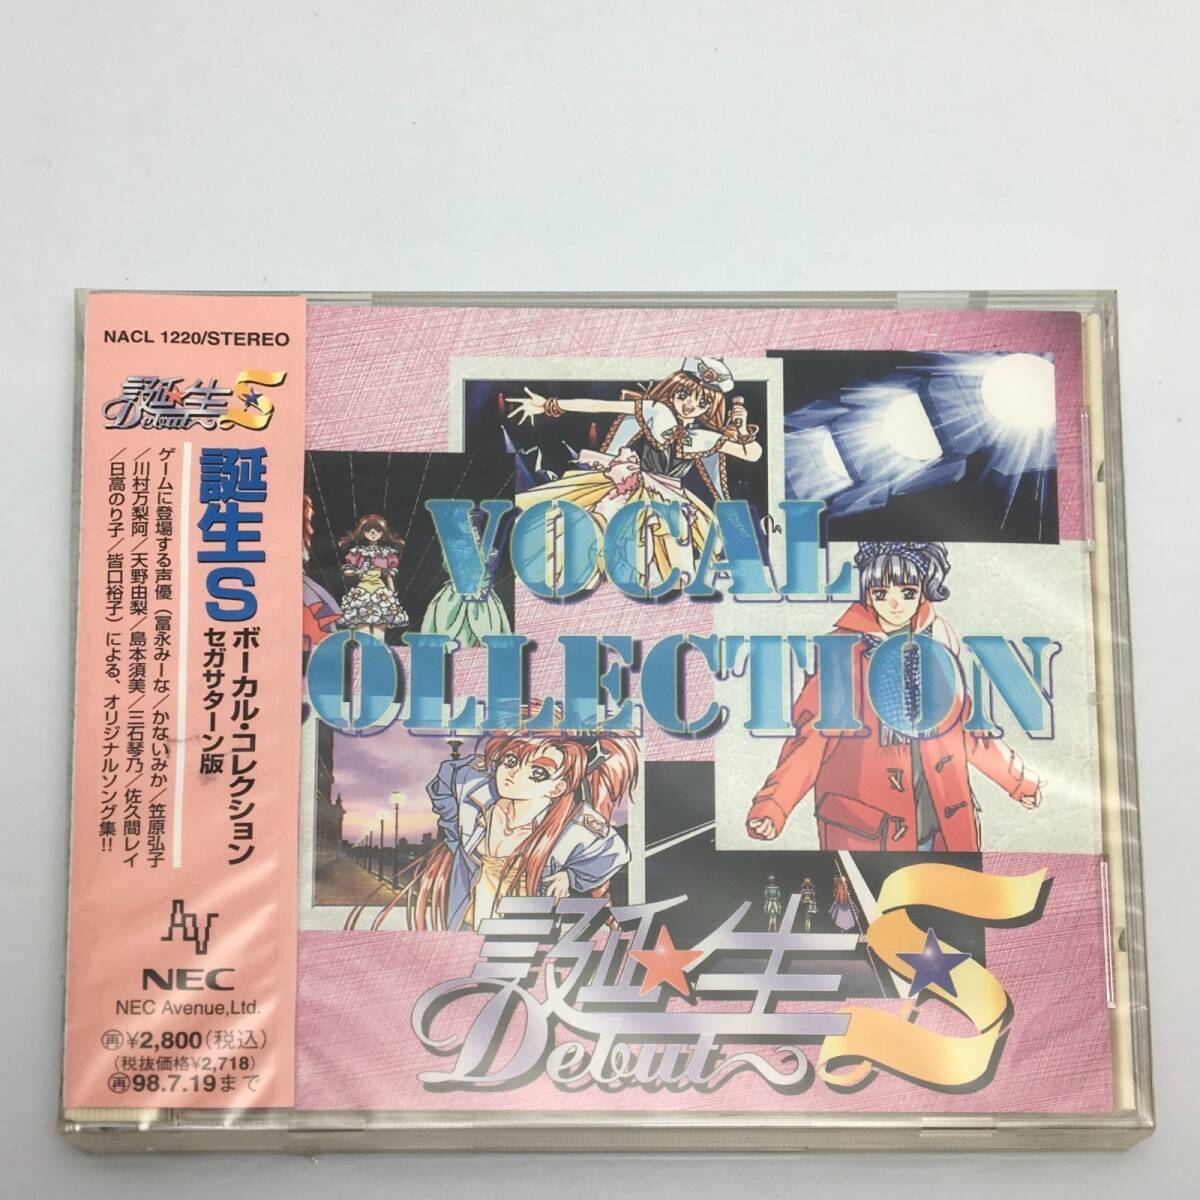 NACL 1220/STEREO
誕生S
Debut
誕生S
ボーカル・コレクション
セガサターン版
ゲームに登場する声優(冨永みーな/かないみか/笠原弘子
/川村万梨阿/天野由梨/島本須美/三石琴乃/佐久間レイ
/日高のり子/皆口裕子)による、オリジナルソング集!!
NEC
NEC Avenue,Ltd.
再¥2,800(税込)
(税抜価格¥2,718)
再98.7.19まで
VOCAL
COLLECTION
誕生S
Debut